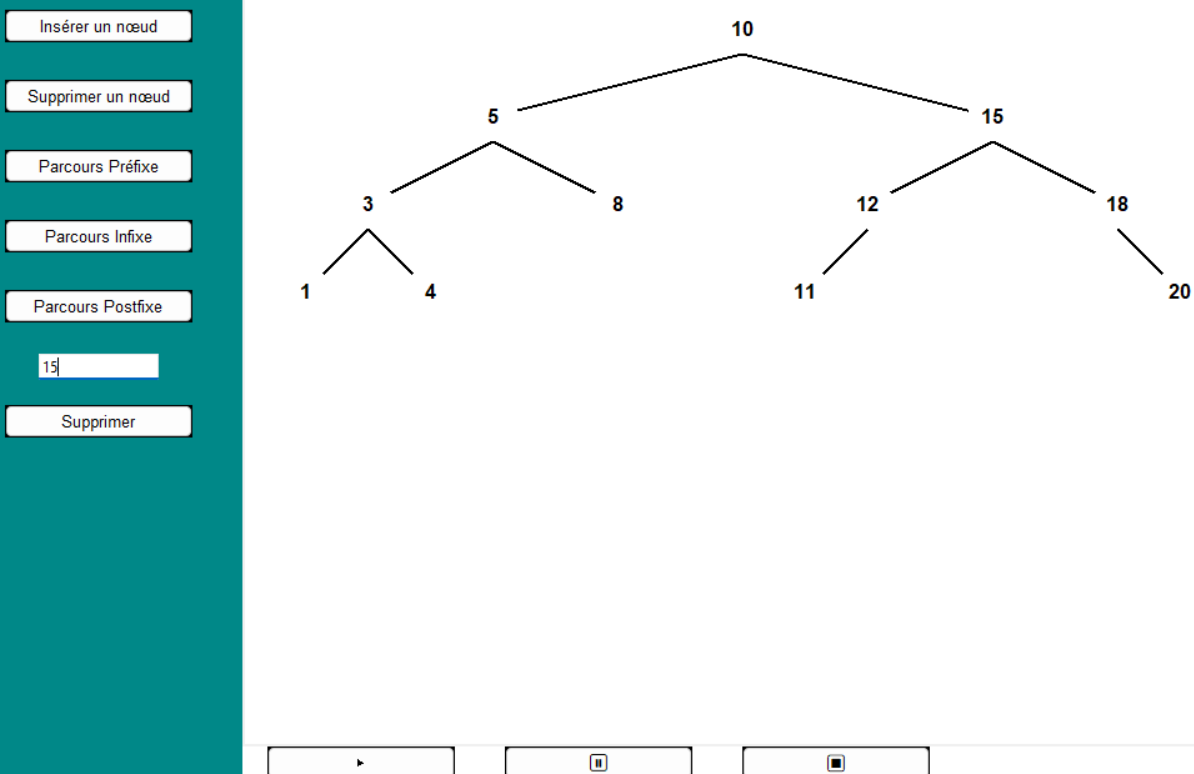 Insérer un nœud
Supprimer un nœud
Parcours Préfixe
Parcours Infixe
Parcours Postfixe
15
Supprimer
10
5 15
3 8 12 18
1 4 11 20